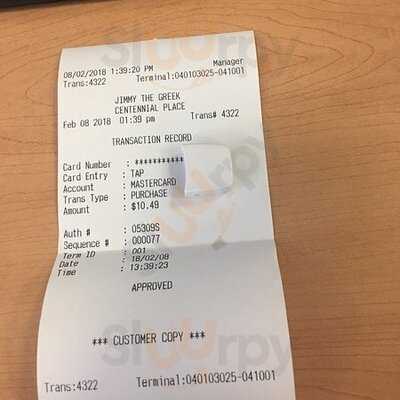 08/02/2018 1:39:20 PM Manager
Trans:4322 Terminal:040103025-041001
JIMMY THE GREEK
CENTENNIAL PLACE
Feb 08 2018 01:39 pm Trans# 4322
TRANSACTION RECORD
Card Number : ***********
Card Entry : TAP
Account : MASTERCARD
Trans Type : PURCHASE
Amount : $10.49
Auth # : 05309S
Sequence # : 000077
Term ID : 001
Date : 18/02/08
Time : 13:39:23
APPROVED
*** CUSTOMER COPY ***
Trans:4322 Terminal:040103025-041001
Sluurpy
Sluurpy